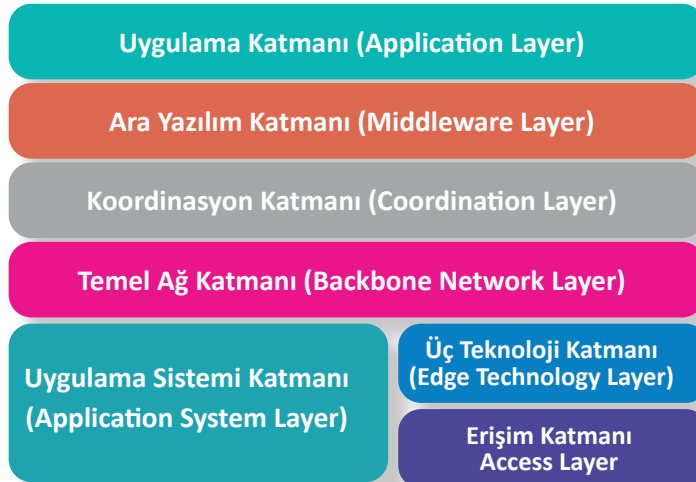 Uygulama Katmanı (Application Layer)
Ara Yazılım Katmanı (Middleware Layer)
Koordinasyon Katmanı (Coordination Layer)
Temel Ağ Katmanı (Backbone Network Layer)
Uygulama Sistemi Katmanı
(Application System Layer)
Üç Teknoloji Katmanı
(Edge Technology Layer)
Erişim Katmanı
Access Layer